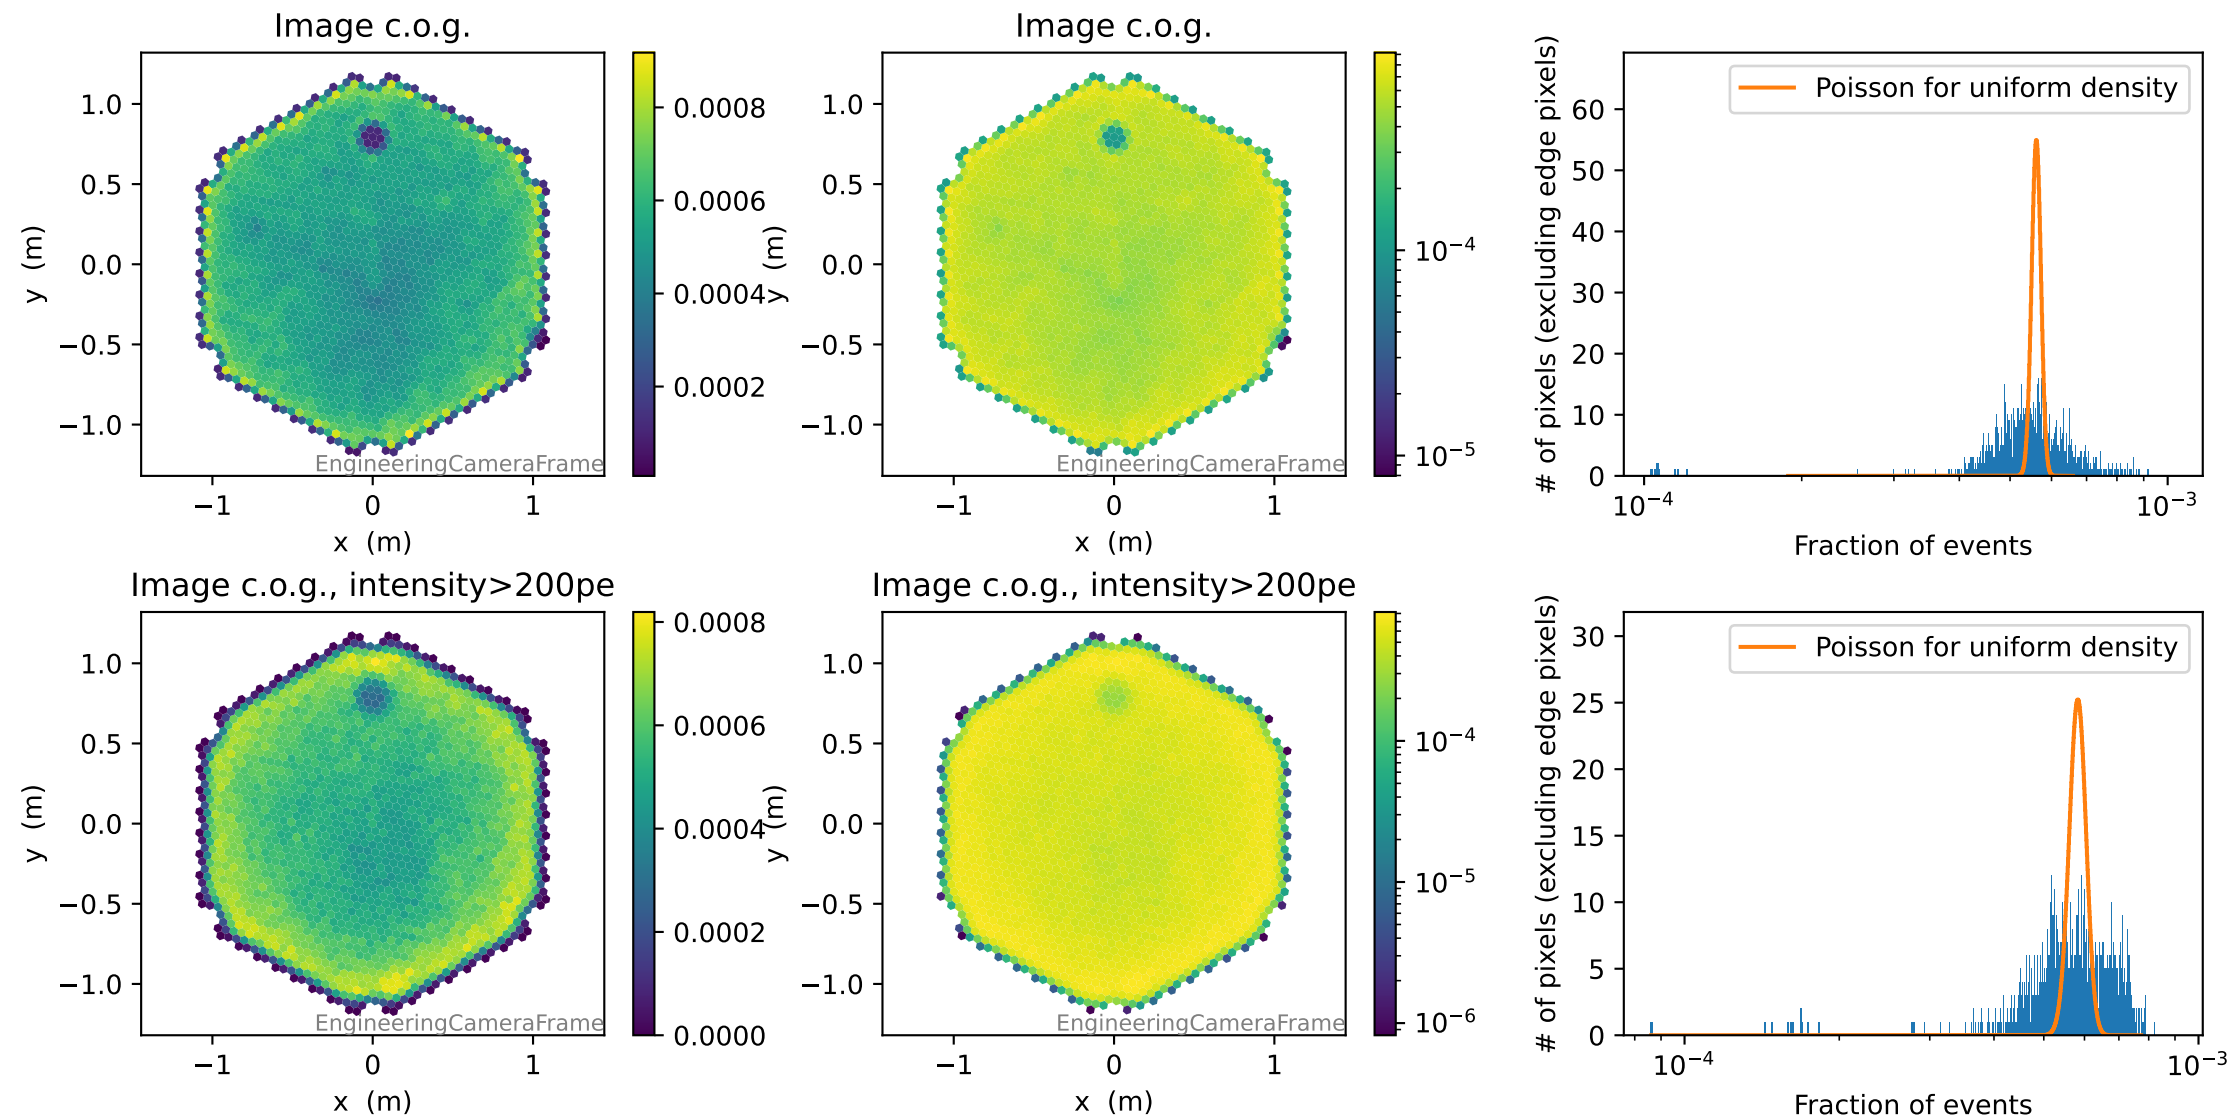 Image c.o.g.
y (m)
1.0
0.5
0.0
−0.5
−1.0
EngineeringCameraFrame
−1 0 1
x (m)
0.0008
0.0006
0.0004
0.0002
Image c.o.g.
y (m)
1.0
0.5
0.0
−0.5
−1.0
EngineeringCameraFrame
−1 0 1
x (m)
10⁻⁴
10⁻⁵
# of pixels (excluding edge pixels)
60
50
40
30
20
10
0
Poisson for uniform density
10⁻⁴ 10⁻³
Fraction of events
Image c.o.g., intensity>200pe
y (m)
1.0
0.5
0.0
−0.5
−1.0
EngineeringCameraFrame
−1 0 1
x (m)
0.0008
0.0006
0.0004
0.0002
0.0000
Image c.o.g., intensity>200pe
y (m)
1.0
0.5
0.0
−0.5
−1.0
EngineeringCameraFrame
−1 0 1
x (m)
10⁻⁴
10⁻⁵
10⁻⁶
# of pixels (excluding edge pixels)
30
25
20
15
10
5
0
Poisson for uniform density
10⁻⁴ 10⁻³
Fraction of events